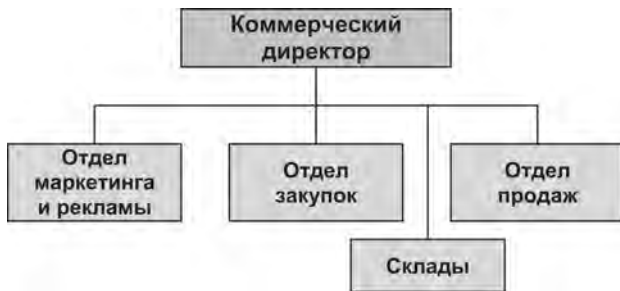 Коммерческий
директор
Отдел
маркетинга
и рекламы
Отдел
закупок
Отдел
продаж
Склады